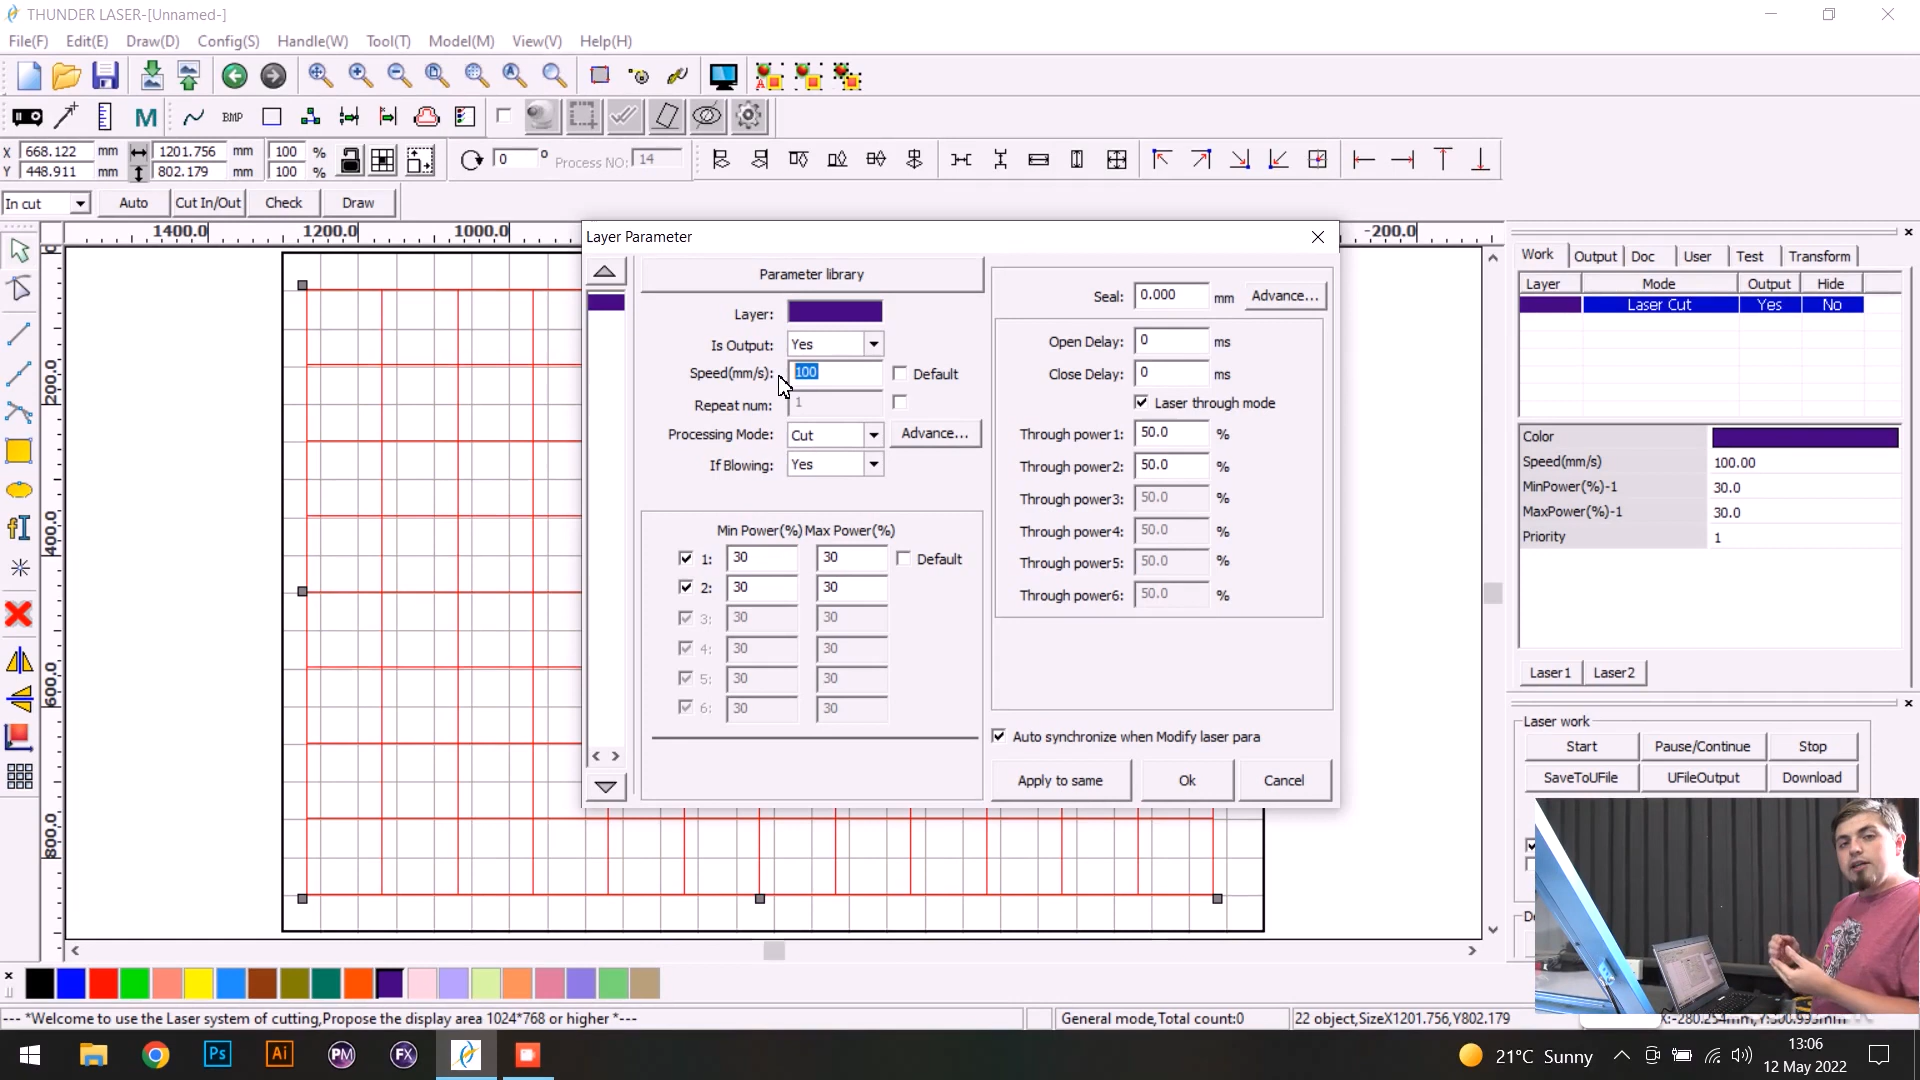 THUNDER LASER-[Unnamed-]
File(F) Edit(E) Draw(D) Config(S) Handle(W) Tool(T) Model(M) View(V) Help(H)
M BMP
X 668.122 mm 1201.756 mm 100 %
Y 448.911 mm 802.179 mm 100 %
0 ° Process NO: 14
In cut Auto Cut In/Out Check Draw
1400.0 1200.0 1000.0 -200.0
200.0
400.0
600.0
800.0
Layer Parameter
Parameter library
Layer:
Is Output: Yes
Speed(mm/s): 100 Default
Repeat num: 1
Processing Mode: Cut Advance...
If Blowing: Yes
Min Power(%) Max Power(%)
1: 30 30 Default
2: 30 30
3: 30 30
4: 30 30
5: 30 30
6: 30 30
Seal: 0.000 mm Advance...
Open Delay: 0 ms
Close Delay: 0 ms
Laser through mode
Through power1: 50.0 %
Through power2: 50.0 %
Through power3: 50.0 %
Through power4: 50.0 %
Through power5: 50.0 %
Through power6: 50.0 %
Auto synchronize when Modify laser para
Apply to same Ok Cancel
Work Output Doc User Test Transform
Layer Mode Output Hide
Laser Cut Yes No
Color
Speed(mm/s) 100.00
MinPower(%)-1 30.0
MaxPower(%)-1 30.0
Priority 1
Laser1 Laser2
Laser work
Start Pause/Continue Stop
SaveToUFile UFileOutput Download
--- *Welcome to use the Laser system of cutting,Propose the display area 1024*768 or higher *---
General mode,Total count:0
22 object,SizeX1201.756,Y802.179
Ps Ai PM FX
21°C Sunny
13:06
12 May 2022